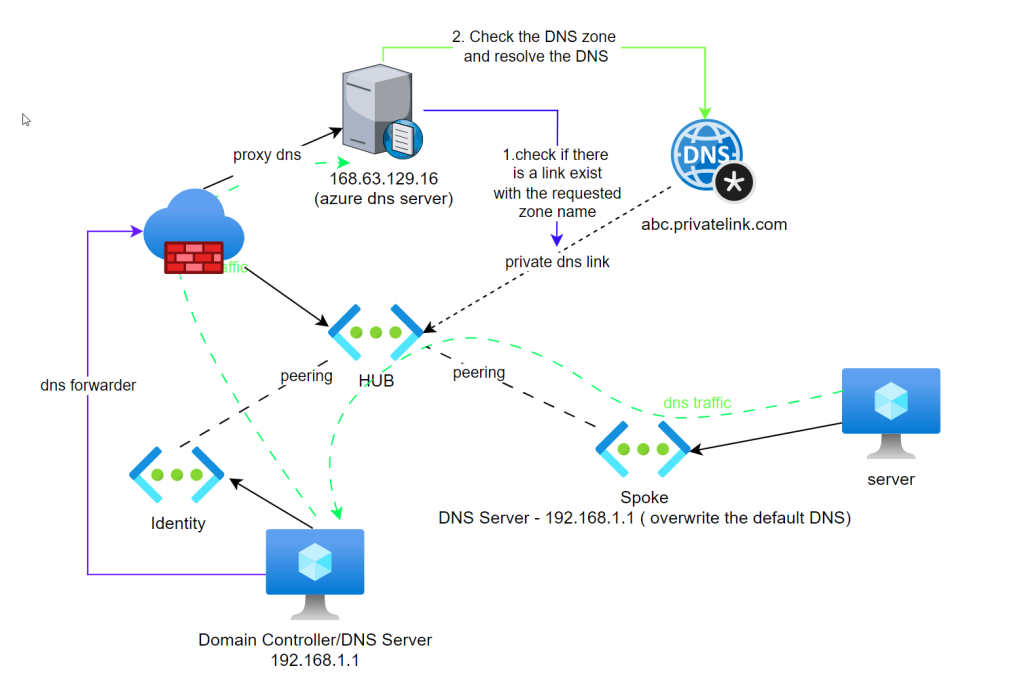 2. Check the DNS zone
and resolve the DNS
proxy dns
168.63.129.16
(azure dns server)
1.check if there
is a link exist
with the requested
zone name
DNS
abc.privatelink.com
private dns link
affic
HUB
peering
peering
dns forwarder
dns traffic
server
Identity
Spoke
DNS Server - 192.168.1.1 ( overwrite the default DNS)
Domain Controller/DNS Server
192.168.1.1